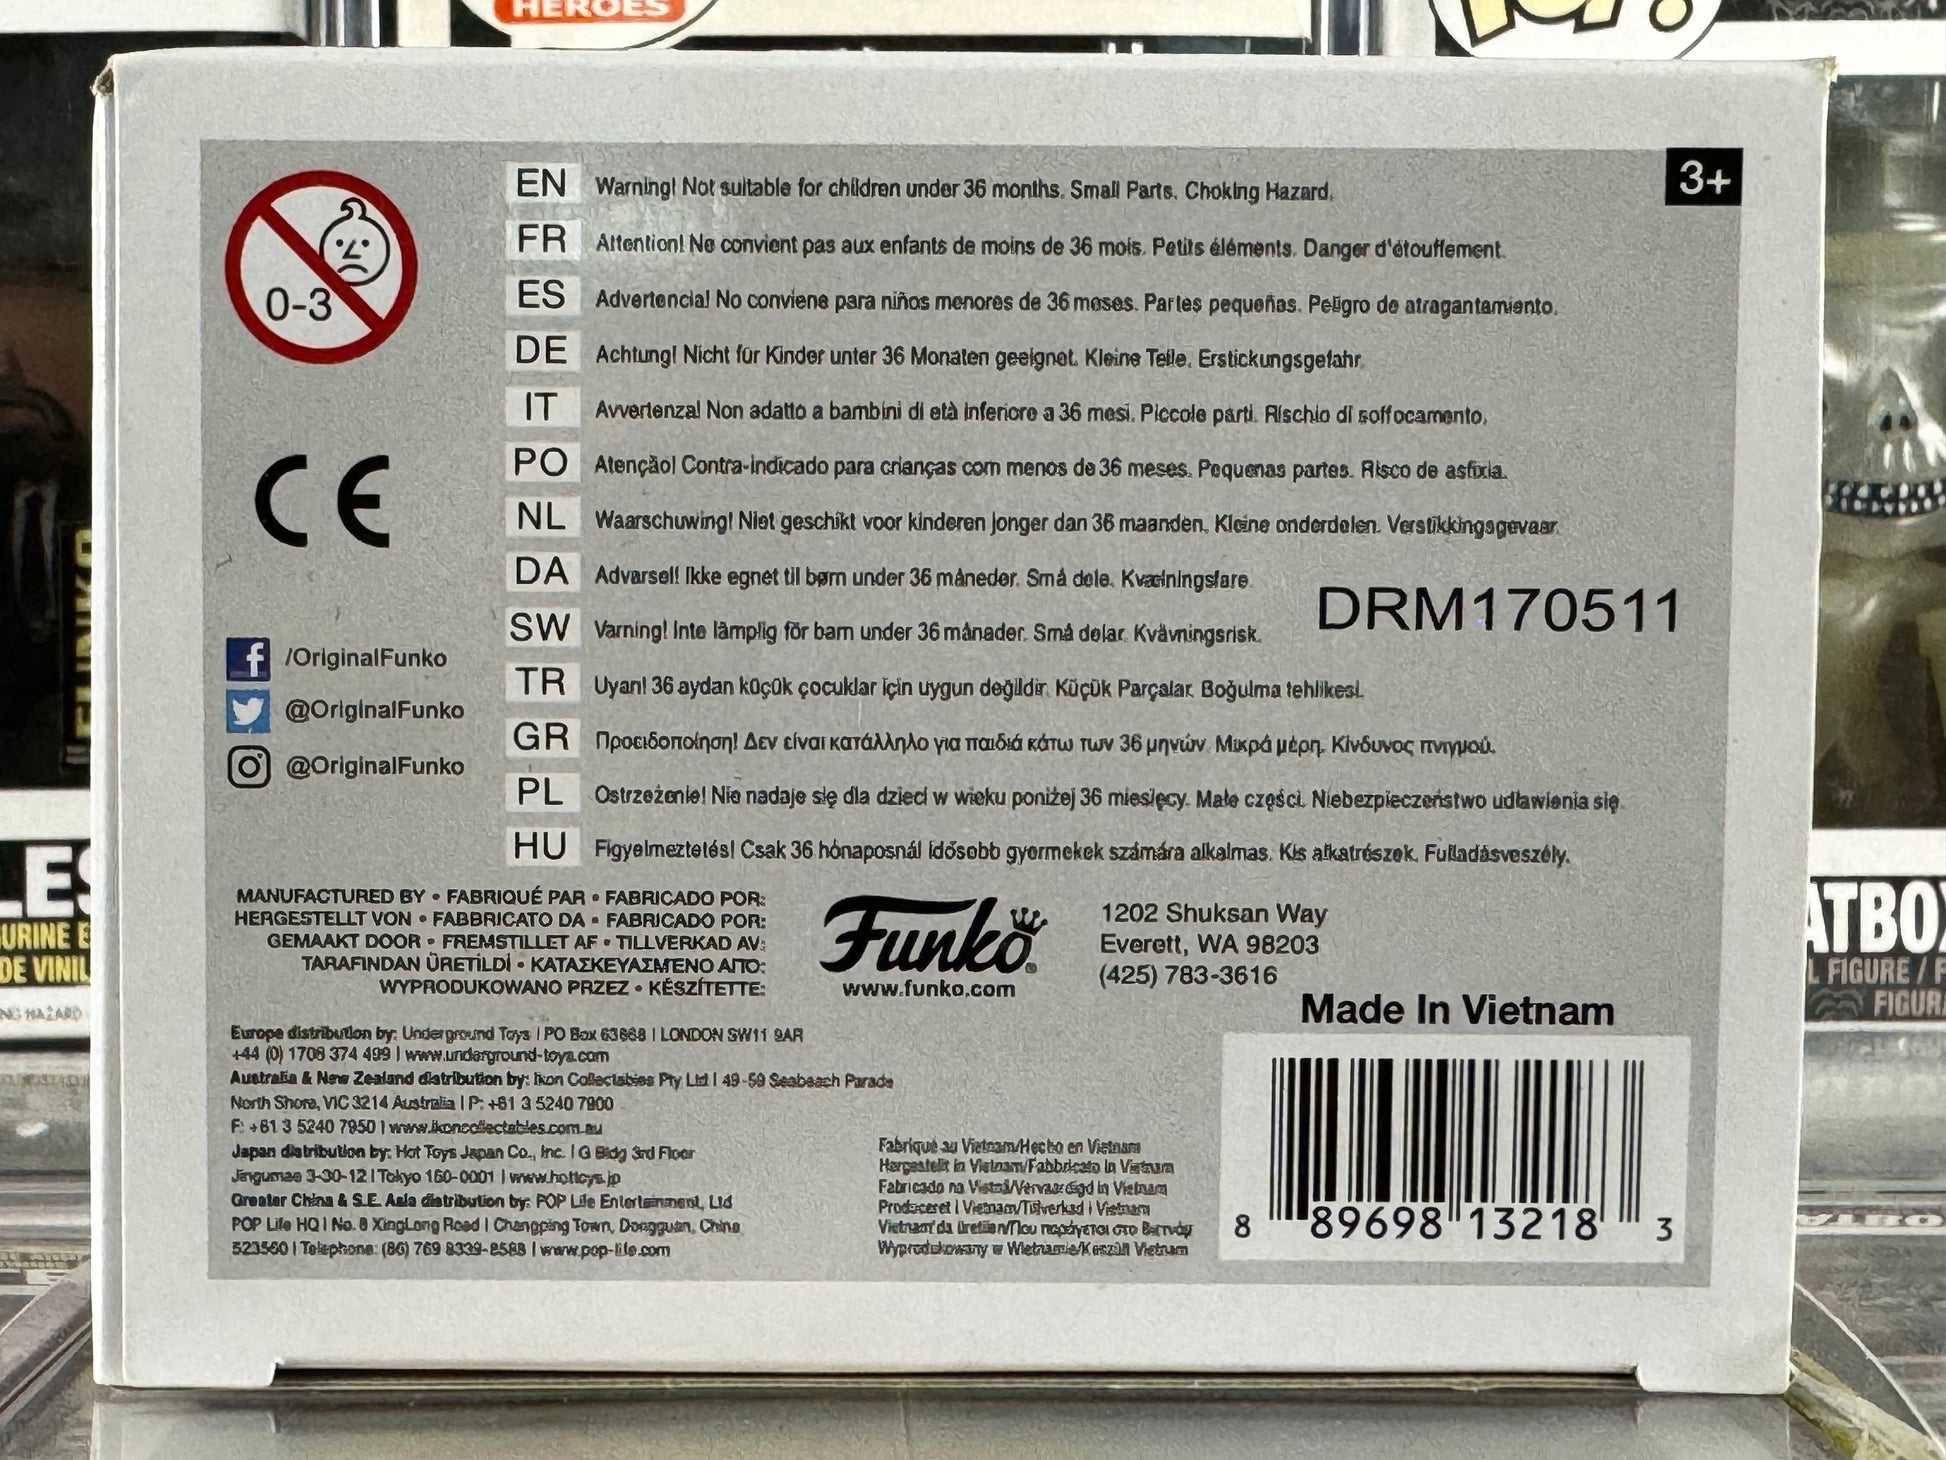 HEROES
POP!
3+
0-3
EN Warning! Not suitable for children under 36 months. Small Parts. Choking Hazard.
FR Attention! Ne convient pas aux enfants de moins de 36 mois. Petits éléments. Danger d'étouffement.
ES Advertencia! No conviene para niños menores de 36 meses. Partes pequeñas. Peligro de atragantamiento.
DE Achtung! Nicht für Kinder unter 36 Monaten geeignet. Kleine Teile. Erstickungsgefahr.
IT Avvertenza! Non adatto a bambini di età inferiore a 36 mesi. Piccole parti. Rischio di soffocamento.
PO Atenção! Contra-indicado para crianças com menos de 36 meses. Pequenas partes. Risco de asfixia.
NL Waarschuwing! Niet geschikt voor kinderen jonger dan 36 maanden. Kleine onderdelen. Verstikkingsgevaar.
DA Advarsel! Ikke egnet til børn under 36 måneder. Små dele. Kvælningsfare.
SW Varning! Inte lämplig för barn under 36 månader. Små delar. Kvävningsrisk.
TR Uyarı! 36 aydan küçük çocuklar için uygun değildir. Küçük Parçalar. Boğulma tehlikesi.
GR Προειδοποίηση! Δεν είναι κατάλληλο για παιδιά κάτω των 36 μηνών. Μικρά μέρη. Κίνδυνος πνιγμού.
PL Ostrzeżenie! Nie nadaje się dla dzieci w wieku poniżej 36 miesięcy. Małe części. Niebezpieczeństwo udławienia się.
HU Figyelmeztetés! Csak 36 hónaposnál idősebb gyermekek számára alkalmas. Kis alkatrészek. Fulladásveszély.
CE
DRM170511
/OriginalFunko
@OriginalFunko
@OriginalFunko
MANUFACTURED BY • FABRIQUÉ PAR • FABRICADO POR:
HERGESTELLT VON • FABBRICATO DA • FABRICADO POR:
GEMAAKT DOOR • FREMSTILLET AF • TILLVERKAD AV:
TARAFINDAN ÜRETİLDİ • ΚΑΤΑΣΚΕΥΑΣΜΕΝΟ ΑΠΟ:
WYPRODUKOWANO PRZEZ • KÉSZÍTETTE:
Funko
www.funko.com
1202 Shuksan Way
Everett, WA 98203
(425) 783-3616
Made In Vietnam
Europe distribution by: Underground Toys | PO Box 63668 | LONDON SW11 9AR
+44 (0) 1708 374 499 | www.underground-toys.com
Australia & New Zealand distribution by: Ikon Collectables Pty Ltd | 49-59 Seabeach Parade
North Shore, VIC 3214 Australia | P: +61 3 5240 7900
F: +61 3 5240 7950 | www.ikoncollectables.com.au
Japan distribution by: Hot Toys Japan Co., Inc. | G Bldg 3rd Floor
Jingumae 3-30-12 | Tokyo 150-0001 | www.hottoys.jp
Greater China & S.E. Asia distribution by: POP Life Entertainment, Ltd
POP Life HQ | No. 8 XingLong Road | Changping Town, Dongguan, China
523560 | Telephone: (86) 769 8339-8588 | www.pop-life.com
Fabriqué au Vietnam/Hecho en Vietnam
Hergestellt in Vietnam/Fabbricato in Vietnam
Fabricado na Vietnã/Vervaardigd in Vietnam
Produceret i Vietnam/Tillverkad i Vietnam
Vietnam'da üretilen/Που παράγεται στο Βιετνάμ
Wyprodukowany w Wietnamie/Készült Vietnam
8 89698 13218 3
FUNKO
LES
URINE E
DE VINIL
NG HAZARD
ATBOX
L FIGURE / F
FIGUR